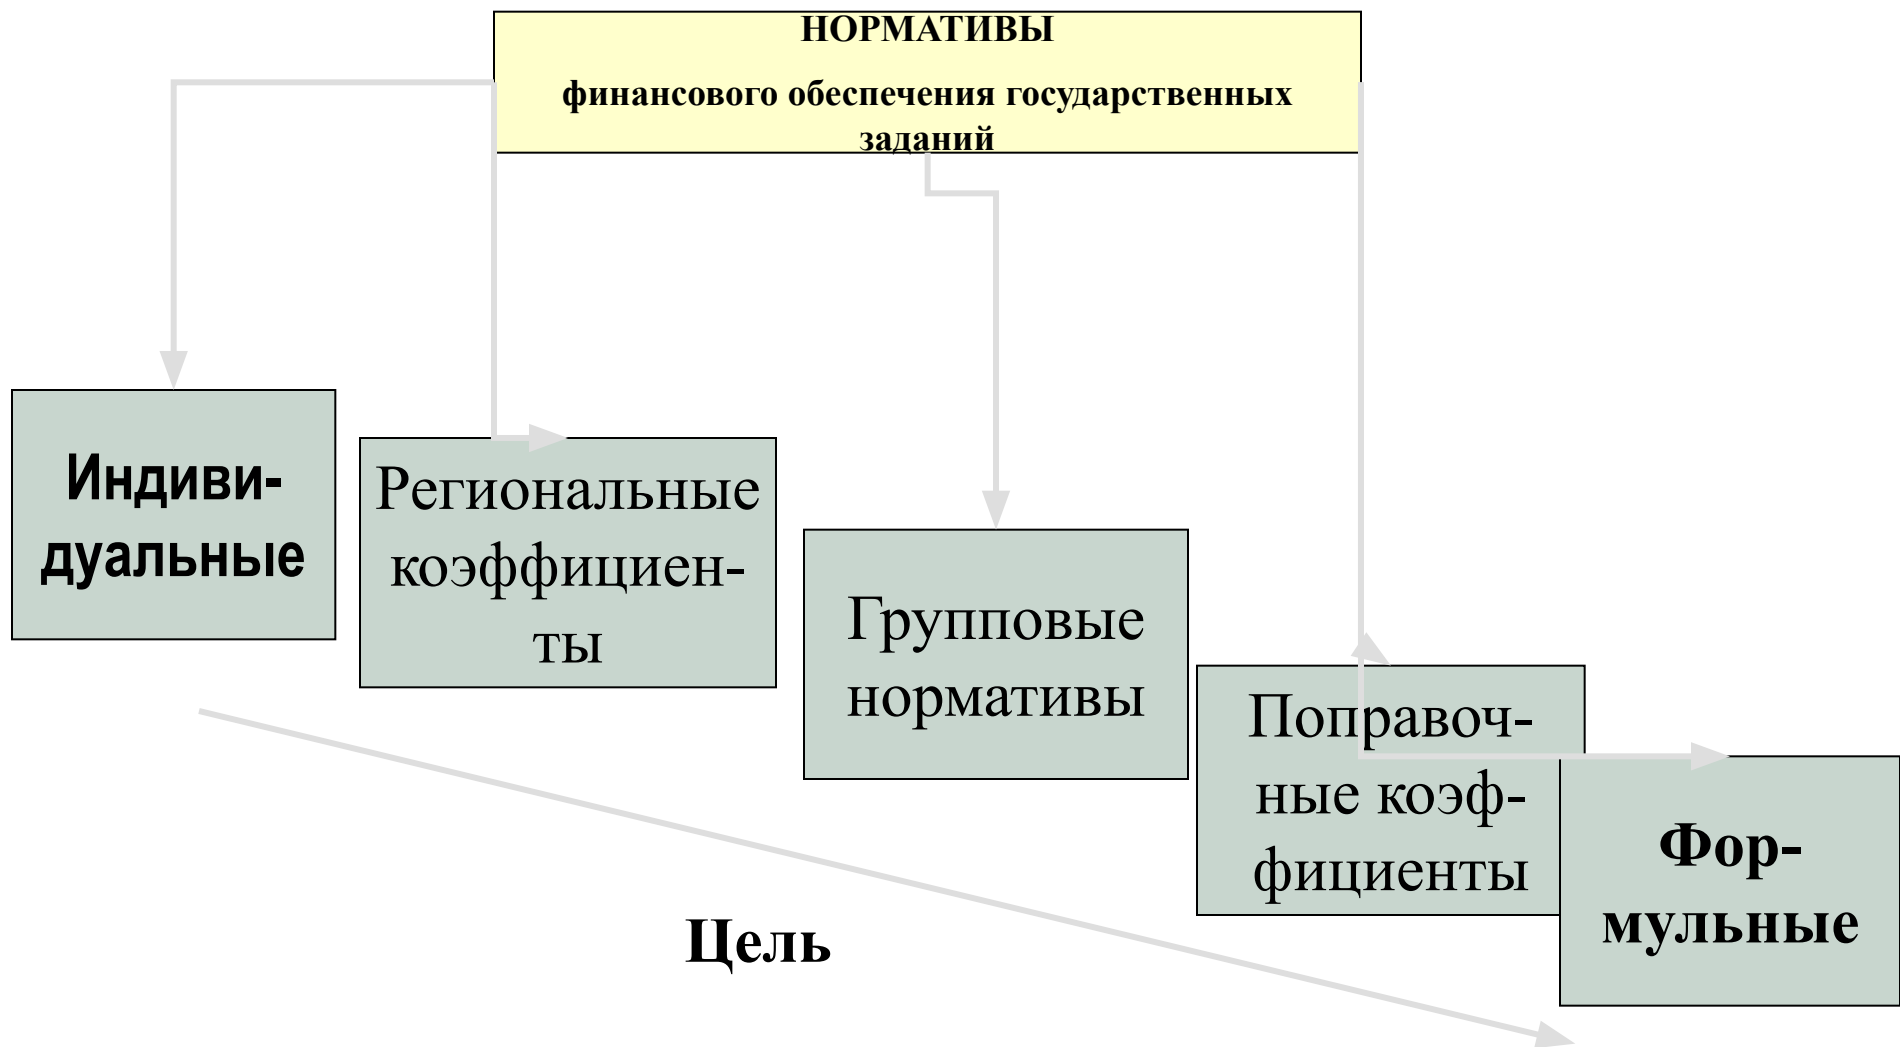 НОРМАТИВЫ
финансового обеспечения государственных
заданий
Индиви-
дуальные
Региональные
коэффициен-
ты
Групповые
нормативы
Поправоч-
ные коэф-
фициенты
Фор-
мульные
Цель